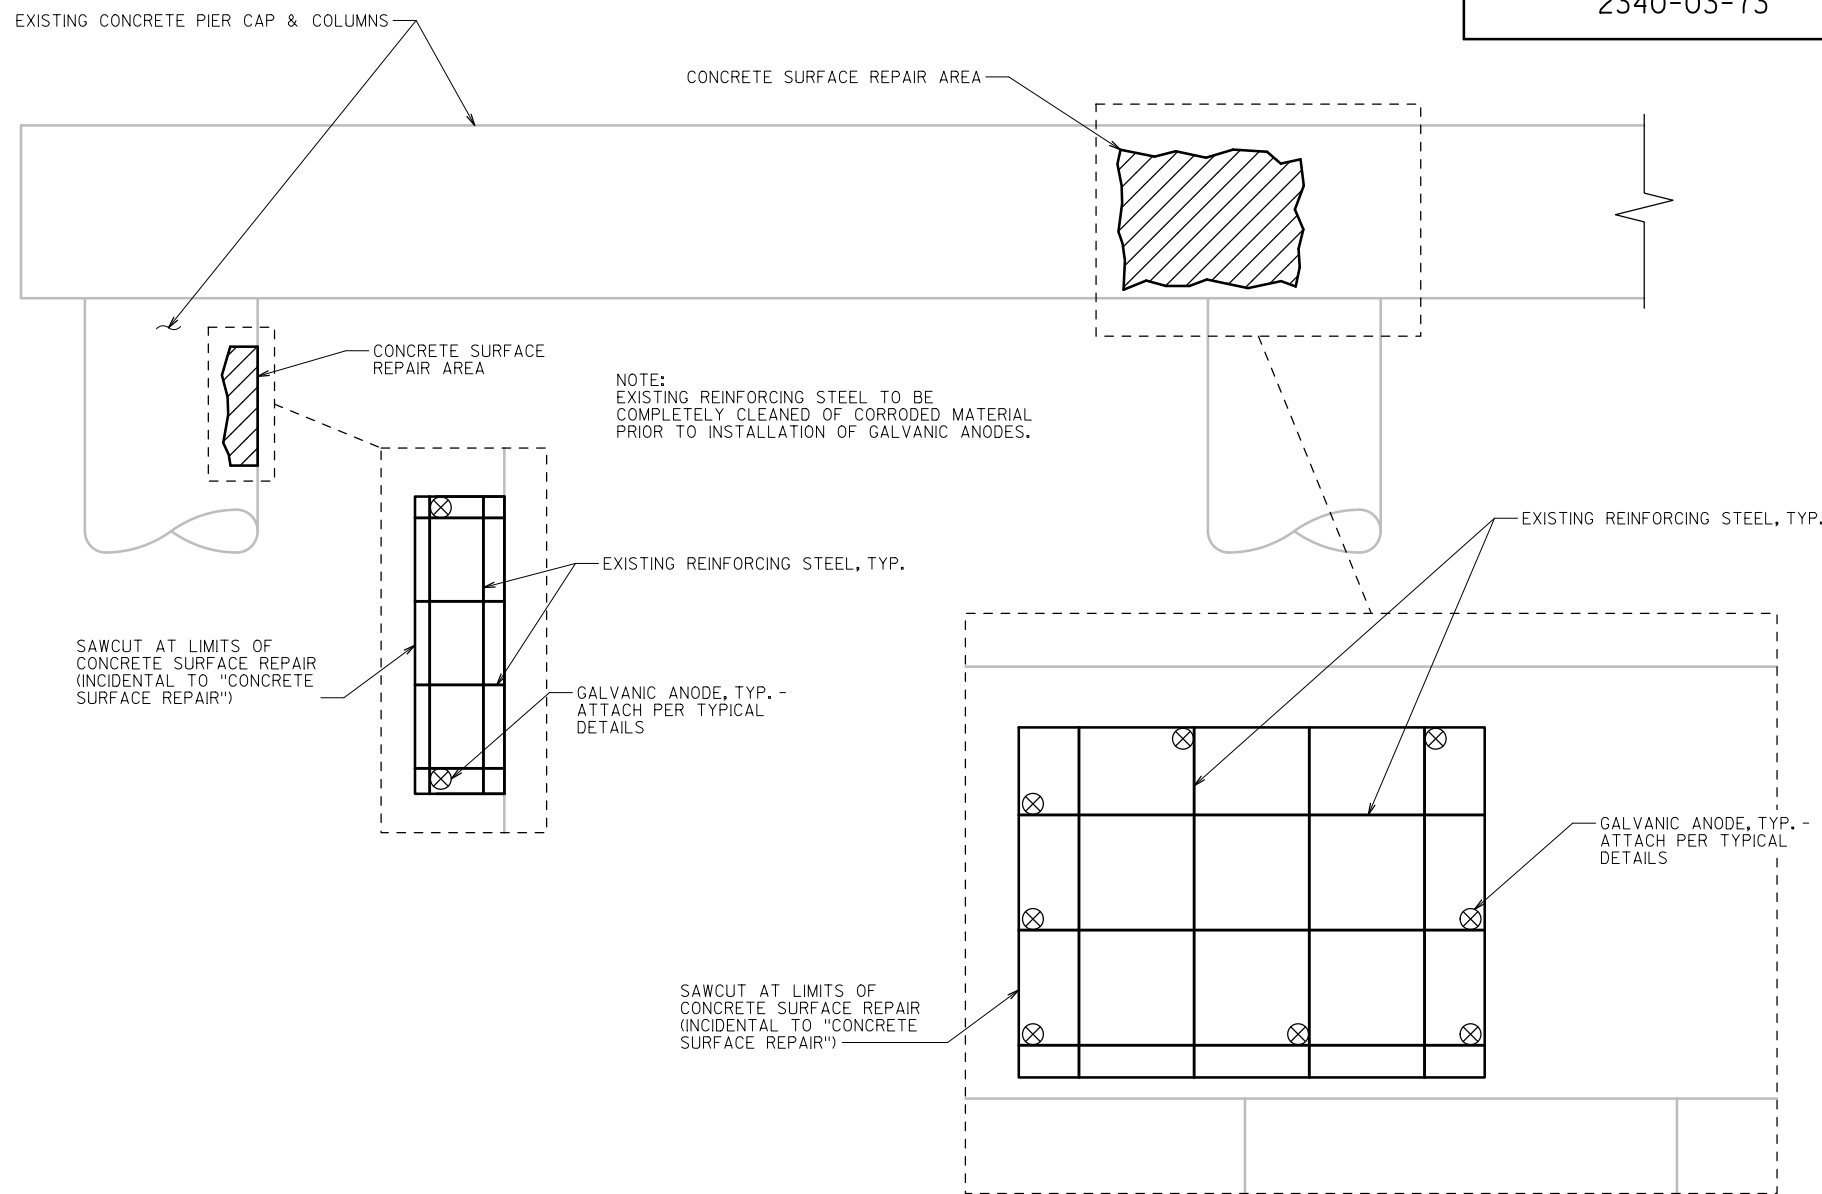 2340-03-73
EXISTING CONCRETE PIER CAP & COLUMNS
CONCRETE SURFACE REPAIR AREA
CONCRETE SURFACE
REPAIR AREA
NOTE:
EXISTING REINFORCING STEEL TO BE
COMPLETELY CLEANED OF CORRODED MATERIAL
PRIOR TO INSTALLATION OF GALVANIC ANODES.
EXISTING REINFORCING STEEL, TYP.
EXISTING REINFORCING STEEL, TYP.
SAWCUT AT LIMITS OF
CONCRETE SURFACE REPAIR
(INCIDENTAL TO "CONCRETE
SURFACE REPAIR")
GALVANIC ANODE, TYP. -
ATTACH PER TYPICAL
DETAILS
GALVANIC ANODE, TYP. -
ATTACH PER TYPICAL
DETAILS
SAWCUT AT LIMITS OF
CONCRETE SURFACE REPAIR
(INCIDENTAL TO "CONCRETE
SURFACE REPAIR")